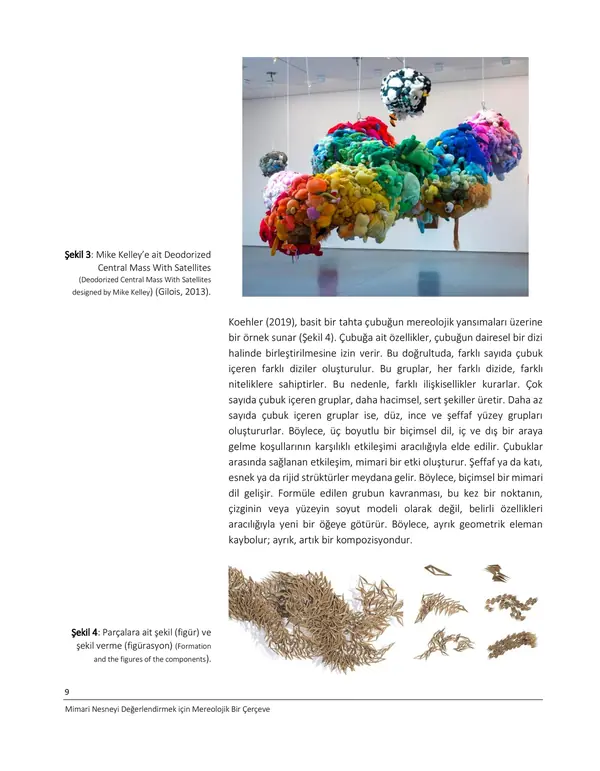 Şekil 3: Mike Kelley’e ait Deodorized
Central Mass With Satellites
(Deodorized Central Mass With Satellites
designed by Mike Kelley) (Gilois, 2013).
Koehler (2019), basit bir tahta çubuğun mereolojik yansımaları üzerine
bir örnek sunar (Şekil 4). Çubuğa ait özellikler, çubuğun dairesel bir dizi
halinde birleştirilmesine izin verir. Bu doğrultuda, farklı sayıda çubuk
içeren farklı diziler oluşturulur. Bu gruplar, her farklı dizide, farklı
niteliklere sahiptirler. Bu nedenle, farklı ilişkisellikler kurarlar. Çok
sayıda çubuk içeren gruplar, daha hacimsel, sert şekiller üretir. Daha az
sayıda çubuk içeren gruplar ise, düz, ince ve şeffaf yüzey grupları
oluştururlar. Böylece, üç boyutlu bir biçimsel dil, iç ve dış bir araya
gelme koşullarının karşılıklı etkileşimi aracılığıyla elde edilir. Çubuklar
arasında sağlanan etkileşim, mimari bir etki oluşturur. Şeffaf ya da katı,
esnek ya da rijid strüktürler meydana gelir. Böylece, biçimsel bir mimari
dil gelişir. Formüle edilen grubun kavranması, bu kez bir noktanın,
çizginin veya yüzeyin soyut modeli olarak değil, belirli özellikleri
aracılığıyla yeni bir öğeye götürür. Böylece, ayrık geometrik eleman
kaybolur; ayrık, artık bir kompozisyondur.
Şekil 4: Parçalara ait şekil (figür) ve
şekil verme (figürasyon) (Formation
and the figures of the components).
9
Mimari Nesneyi Değerlendirmek için Mereolojik Bir Çerçeve